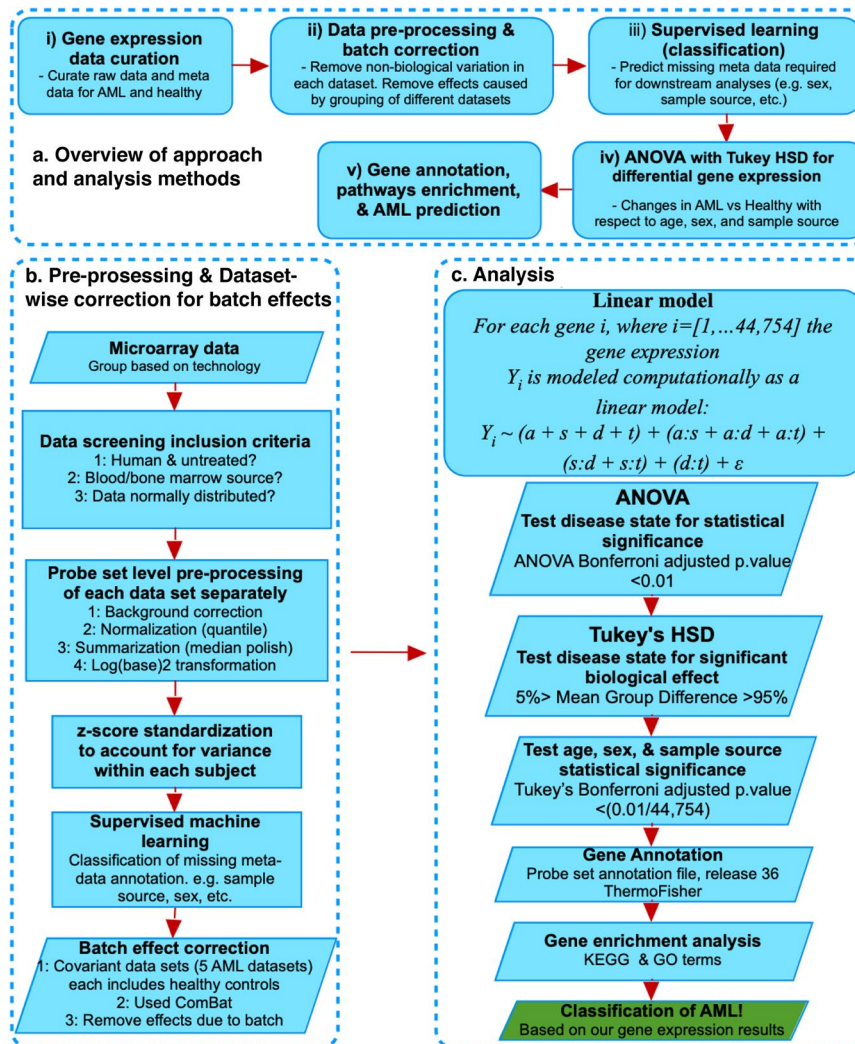 i) Gene expression
data curation
- Curate raw data and meta
data for AML and healthy
ii) Data pre-processing &
batch correction
- Remove non-biological variation in
each dataset. Remove effects caused
by grouping of different datasets
iii) Supervised learning
(classification)
- Predict missing meta data required
for downstream analyses (e.g. sex,
sample source, etc.)
a. Overview of approach
and analysis methods
iv) ANOVA with Tukey HSD for
differential gene expression
- Changes in AML vs Healthy with
respect to age, sex, and sample source
v) Gene annotation,
pathways enrichment,
& AML prediction
b. Pre-prosessing & Dataset-
wise correction for batch effects
Microarray data
Group based on technology
Data screening inclusion criteria
1: Human & untreated?
2: Blood/bone marrow source?
3: Data normally distributed?
Probe set level pre-processing
of each data set separately
1: Background correction
2: Normalization (quantile)
3: Summarization (median polish)
4: Log(base)2 transformation
z-score standardization
to account for variance
within each subject
Supervised machine
learning
Classification of missing meta-
data annotation. e.g. sample
source, sex, etc.
Batch effect correction
1: Covariant data sets (5 AML datasets)
each includes healthy controls
2: Used ComBat
3: Remove effects due to batch
c. Analysis
Linear model
For each gene i, where i=[1,...44,754] the
gene expression
Yi is modeled computationally as a
linear model:
Yi ~ (a + s + d + t) + (a:s + a:d + a:t) +
(s:d + s:t) + (d:t) + ε
ANOVA
Test disease state for statistical
significance
ANOVA Bonferroni adjusted p.value
<0.01
Tukey's HSD
Test disease state for significant
biological effect
5%> Mean Group Difference >95%
Test age, sex, & sample source
statistical significance
Tukey's Bonferroni adjusted p.value
<(0.01/44,754)
Gene Annotation
Probe set annotation file, release 36
ThermoFisher
Gene enrichment analysis
KEGG & GO terms
Classification of AML!
Based on our gene expression results